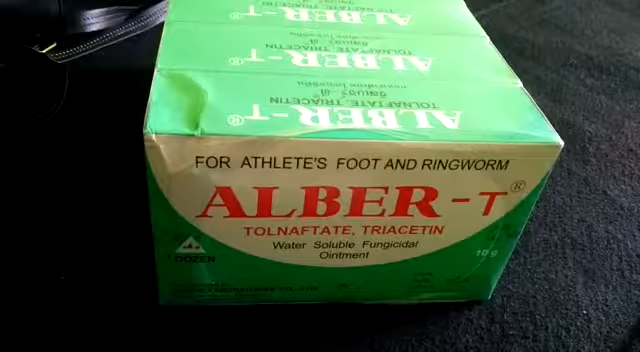 ALBER-T®
TOLNAFTATE, TRIACETIN
ALBER-T®
TOLNAFTATE, TRIACETIN
ALBER-T®
TOLNAFTATE, TRIACETIN
FOR ATHLETE'S FOOT AND RINGWORM
ALBER-T®
TOLNAFTATE, TRIACETIN
Water Soluble Fungicidal
Ointment
10 g
1 DOZEN